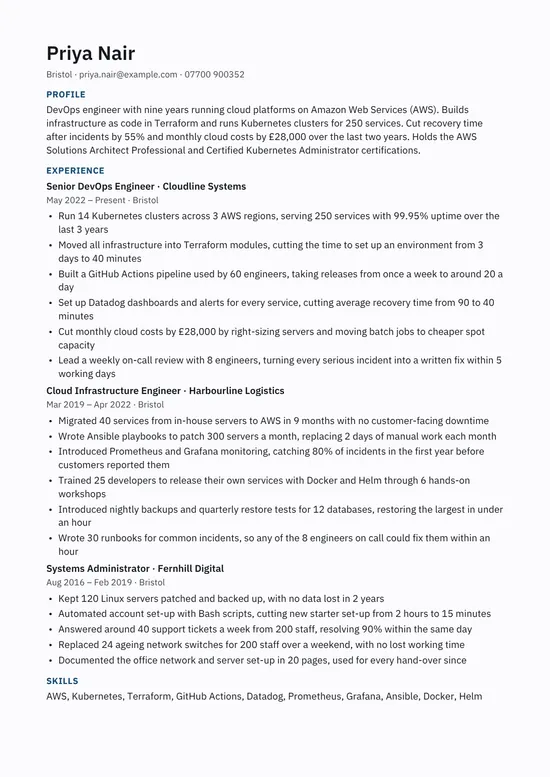 Priya Nair
Bristol · priya.nair@example.com · 07700 900352
PROFILE
DevOps engineer with nine years running cloud platforms on Amazon Web Services (AWS). Builds
infrastructure as code in Terraform and runs Kubernetes clusters for 250 services. Cut recovery time
after incidents by 55% and monthly cloud costs by £28,000 over the last two years. Holds the AWS
Solutions Architect Professional and Certified Kubernetes Administrator certifications.
EXPERIENCE
Senior DevOps Engineer · Cloudline Systems
May 2022 – Present · Bristol
• Run 14 Kubernetes clusters across 3 AWS regions, serving 250 services with 99.95% uptime over the
last 3 years
• Moved all infrastructure into Terraform modules, cutting the time to set up an environment from 3
days to 40 minutes
• Built a GitHub Actions pipeline used by 60 engineers, taking releases from once a week to around 20 a
day
• Set up Datadog dashboards and alerts for every service, cutting average recovery time from 90 to 40
minutes
• Cut monthly cloud costs by £28,000 by right-sizing servers and moving batch jobs to cheaper spot
capacity
• Lead a weekly on-call review with 8 engineers, turning every serious incident into a written fix within 5
working days
Cloud Infrastructure Engineer · Harbourline Logistics
Mar 2019 – Apr 2022 · Bristol
• Migrated 40 services from in-house servers to AWS in 9 months with no customer-facing downtime
• Wrote Ansible playbooks to patch 300 servers a month, replacing 2 days of manual work each month
• Introduced Prometheus and Grafana monitoring, catching 80% of incidents in the first year before
customers reported them
• Trained 25 developers to release their own services with Docker and Helm through 6 hands-on
workshops
• Introduced nightly backups and quarterly restore tests for 12 databases, restoring the largest in under
an hour
• Wrote 30 runbooks for common incidents, so any of the 8 engineers on call could fix them within an
hour
Systems Administrator · Fernhill Digital
Aug 2016 – Feb 2019 · Bristol
• Kept 120 Linux servers patched and backed up, with no data lost in 2 years
• Automated account set-up with Bash scripts, cutting new starter set-up from 2 hours to 15 minutes
• Answered around 40 support tickets a week from 200 staff, resolving 90% within the same day
• Replaced 24 ageing network switches for 200 staff over a weekend, with no lost working time
• Documented the office network and server set-up in 20 pages, used for every hand-over since
SKILLS
AWS, Kubernetes, Terraform, GitHub Actions, Datadog, Prometheus, Grafana, Ansible, Docker, Helm